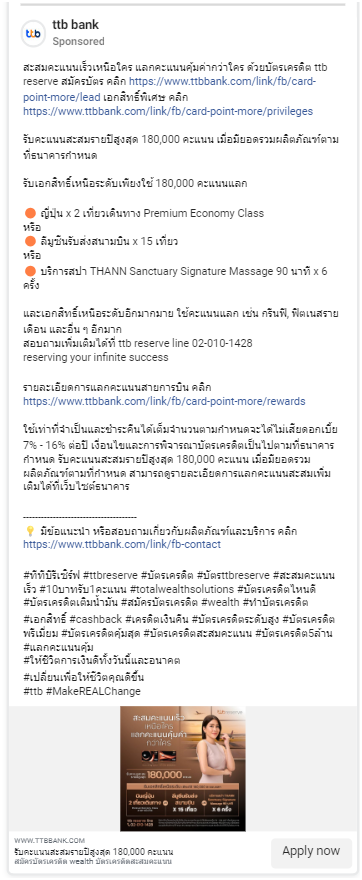 ttb bank
Sponsored
สะสมคะแนนเร็วเหนือใคร แลกคะแนนคุ้มค่ากว่าใคร ด้วยบัตรเครดิต ttb
reserve สมัครบัตร คลิก https://www.ttbbank.com/link/fb/card-
point-more/lead เอกสิทธิ์พิเศษ คลิก
https://www.ttbbank.com/link/fb/card-point-more/privileges
รับคะแนนสะสมรายปีสูงสุด 180,000 คะแนน เมื่อมียอดรวมผลิตภัณฑ์ตาม
ที่ธนาคารกำหนด
รับเอกสิทธิ์เหนือระดับเพียงใช้ 180,000 คะแนนแลก
🟠 ญี่ปุ่น x 2 เที่ยวเดินทาง Premium Economy Class
หรือ
🟠 ลิมูซีนรับส่งสนามบิน x 15 เที่ยว
หรือ
🟠 บริการสปา THANN Sanctuary Signature Massage 90 นาที x 6
ครั้ง
และเอกสิทธิ์เหนือระดับอีกมากมาย ใช้คะแนนแลก เช่น กรีนฟี, ฟิตเนสราย
เดือน และอื่น ๆ อีกมาก
สอบถามเพิ่มเติมได้ที่ ttb reserve line 02-010-1428
reserving your infinite success
รายละเอียดการแลกคะแนนสายการบิน คลิก
https://www.ttbbank.com/link/fb/card-point-more/rewards
ใช้เท่าที่จำเป็นและชำระคืนได้เต็มจำนวนตามกำหนดจะได้ไม่เสียดอกเบี้ย
7% - 16% ต่อปี เงื่อนไขและการพิจารณาบัตรเครดิตเป็นไปตามที่ธนาคาร
กำหนด รับคะแนนสะสมรายปีสูงสุด 180,000 คะแนน เมื่อมียอดรวม
ผลิตภัณฑ์ตามที่กำหนด สามารถดูรายละเอียดการแลกคะแนนสะสมเพิ่ม
เติมได้ที่เว็บไซต์ธนาคาร
--------------------------------------
💡 มีข้อแนะนำ หรือสอบถามเกี่ยวกับผลิตภัณฑ์และบริการ คลิก
https://www.ttbbank.com/link/fb-contact
#ทีทีบีรีเซิร์ฟ #ttbreserve #บัตรเครดิต #บัตรttbreserve #สะสมคะแนน
เร็ว #10บาทรับ1คะแนน #totalwealthsolutions #บัตรเครดิตไหนดี
#บัตรเครดิตเติมน้ำมัน #สมัครบัตรเครดิต #wealth #ทำบัตรเครดิต
#เอกสิทธิ์ #cashback #เครดิตเงินคืน #บัตรเครดิตระดับสูง #บัตรเครดิต
พรีเมียม #บัตรเครดิตคุ้มสุด #บัตรเครดิตสะสมคะแนน #บัตรเครดิต5ล้าน
#แลกคะแนนคุ้ม
#ให้ชีวิตการเงินดีทั้งวันนี้และอนาคต
#เปลี่ยนเพื่อให้ชีวิตคุณดีขึ้น
#ttb #MakeREALChange
สะสมคะแนนเร็ว
เหนือใคร
แลกคะแนนคุ้มค่า
กว่าใคร
180,000
บินญี่ปุ่น
X 15 เที่ยว
X 6 ครั้ง
WWW.TTBBANK.COM
รับคะแนนสะสมรายปีสูงสุด 180,000 คะแนน
สมัครบัตรเครดิต wealth บัตรเครดิตสะสมคะแนน
Apply now